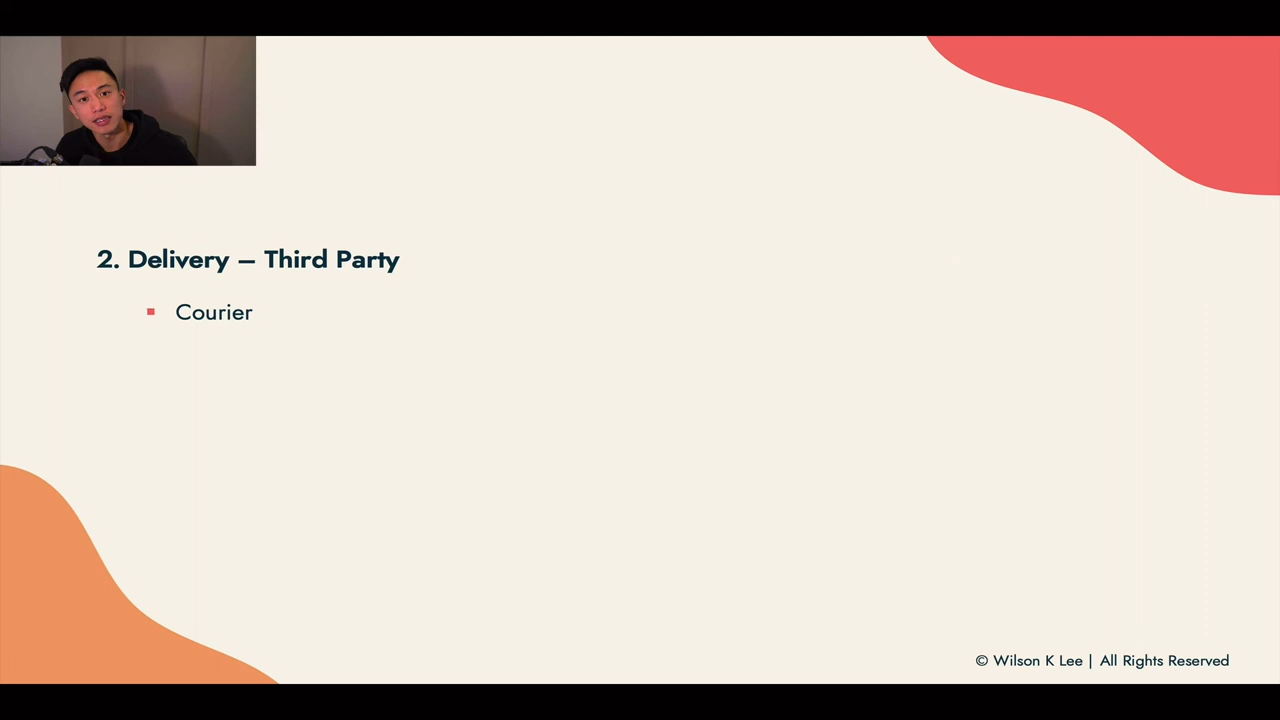 2. Delivery – Third Party
▪ Courier
© Wilson K Lee | All Rights Reserved